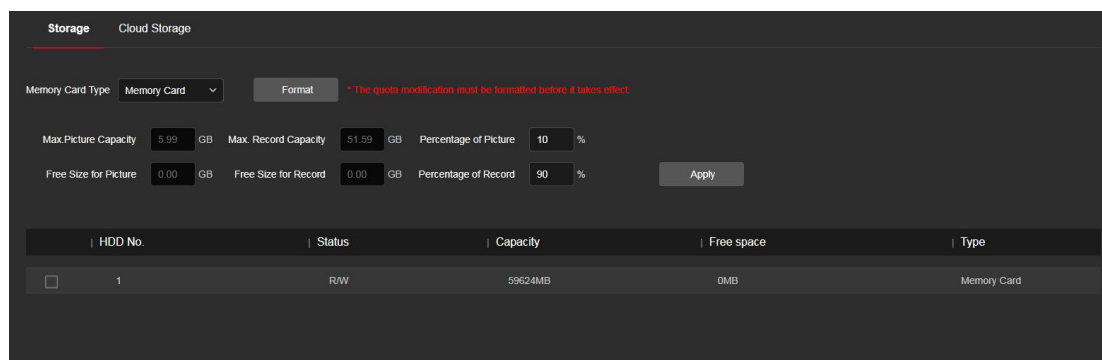 Storage Cloud Storage
Memory Card Type Memory Card Format * The quota modification must be formatted before it takes effect.
Max.Picture Capacity 5.99 GB Max. Record Capacity 51.59 GB Percentage of Picture 10 %
Free Size for Picture 0.00 GB Free Size for Record 0.00 GB Percentage of Record 90 % Apply
| HDD No. | Status | Capacity | Free space | Type
1 R/W 59624MB 0MB Memory Card